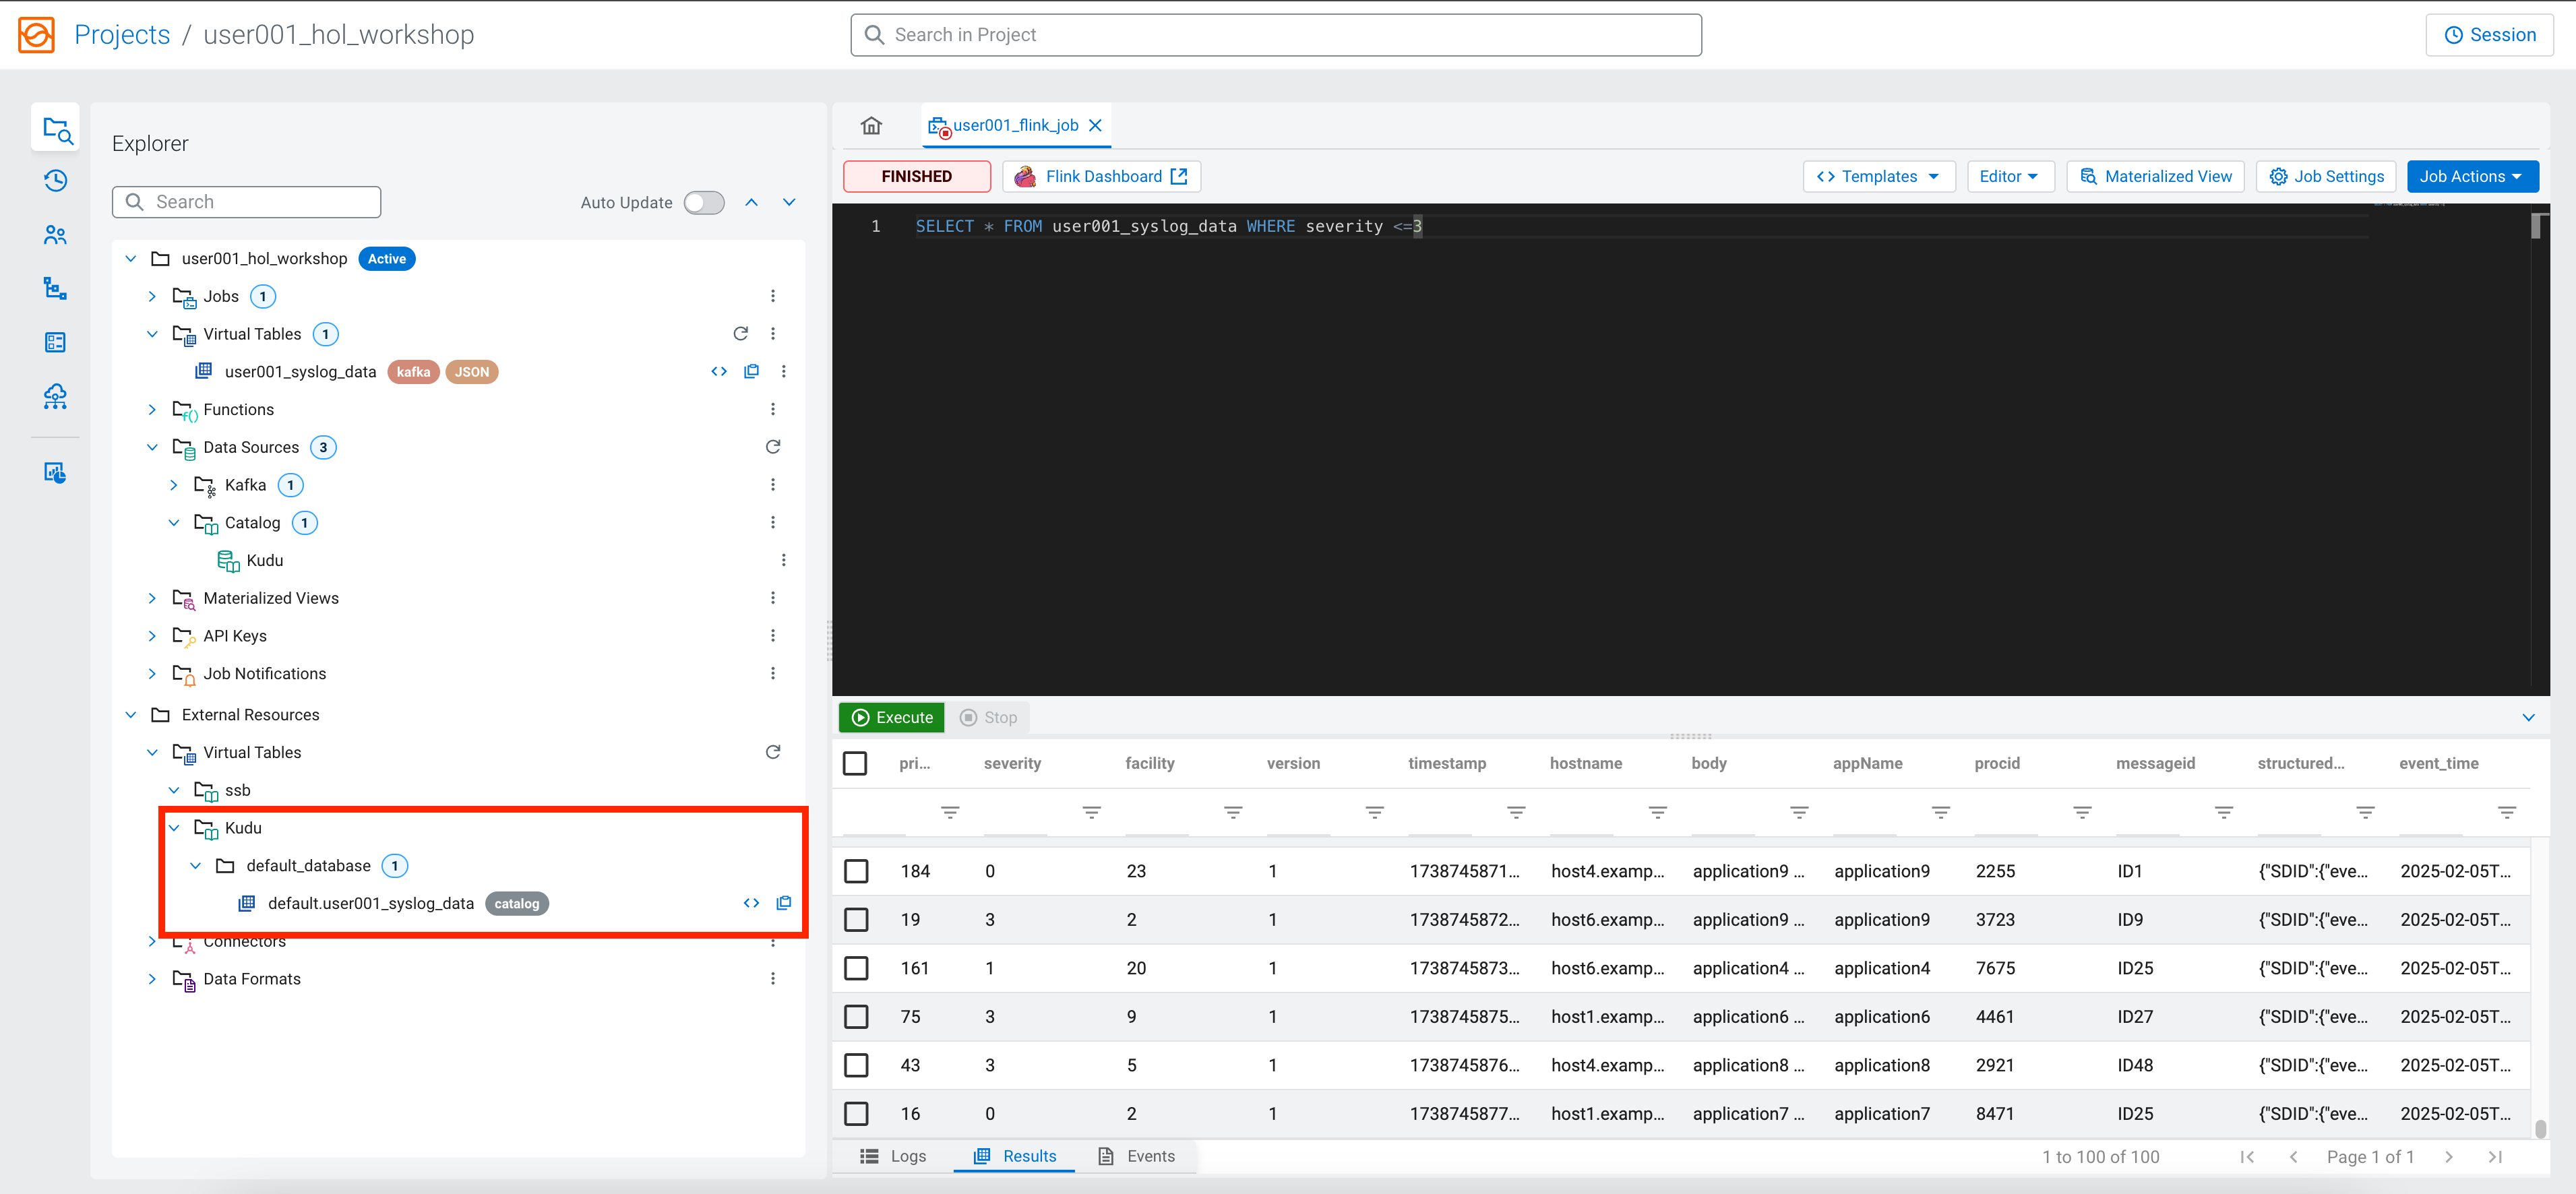 Projects / user001_hol_workshop
Search in Project
Session
Explorer
Search
Auto Update
user001_hol_workshop Active
Jobs 1
Virtual Tables 1
user001_syslog_data kafka JSON
Functions
Data Sources 3
Kafka 1
Catalog 1
Kudu
Materialized Views
API Keys
Job Notifications
External Resources
Virtual Tables
ssb
Kudu
default_database 1
default.user001_syslog_data catalog
Connectors
Data Formats
user001_flink_job
FINISHED Flink Dashboard Templates Editor Materialized View Job Settings Job Actions
1 SELECT * FROM user001_syslog_data WHERE severity <=3
Execute Stop
pri... severity facility version timestamp hostname body appName procid messageid structured... event_time
184 0 23 1 1738745871... host4.examp... application9 ... application9 2255 ID1 {"SDID":{"eve... 2025-02-05T...
19 3 2 1 1738745872... host6.examp... application9 ... application9 3723 ID9 {"SDID":{"eve... 2025-02-05T...
161 1 20 1 1738745873... host6.examp... application4 ... application4 7675 ID25 {"SDID":{"eve... 2025-02-05T...
75 3 9 1 1738745875... host1.examp... application6 ... application6 4461 ID27 {"SDID":{"eve... 2025-02-05T...
43 3 5 1 1738745876... host4.examp... application8 ... application8 2921 ID48 {"SDID":{"eve... 2025-02-05T...
16 0 2 1 1738745877... host1.examp... application7 ... application7 8471 ID25 {"SDID":{"eve... 2025-02-05T...
Logs Results Events
1 to 100 of 100 Page 1 of 1